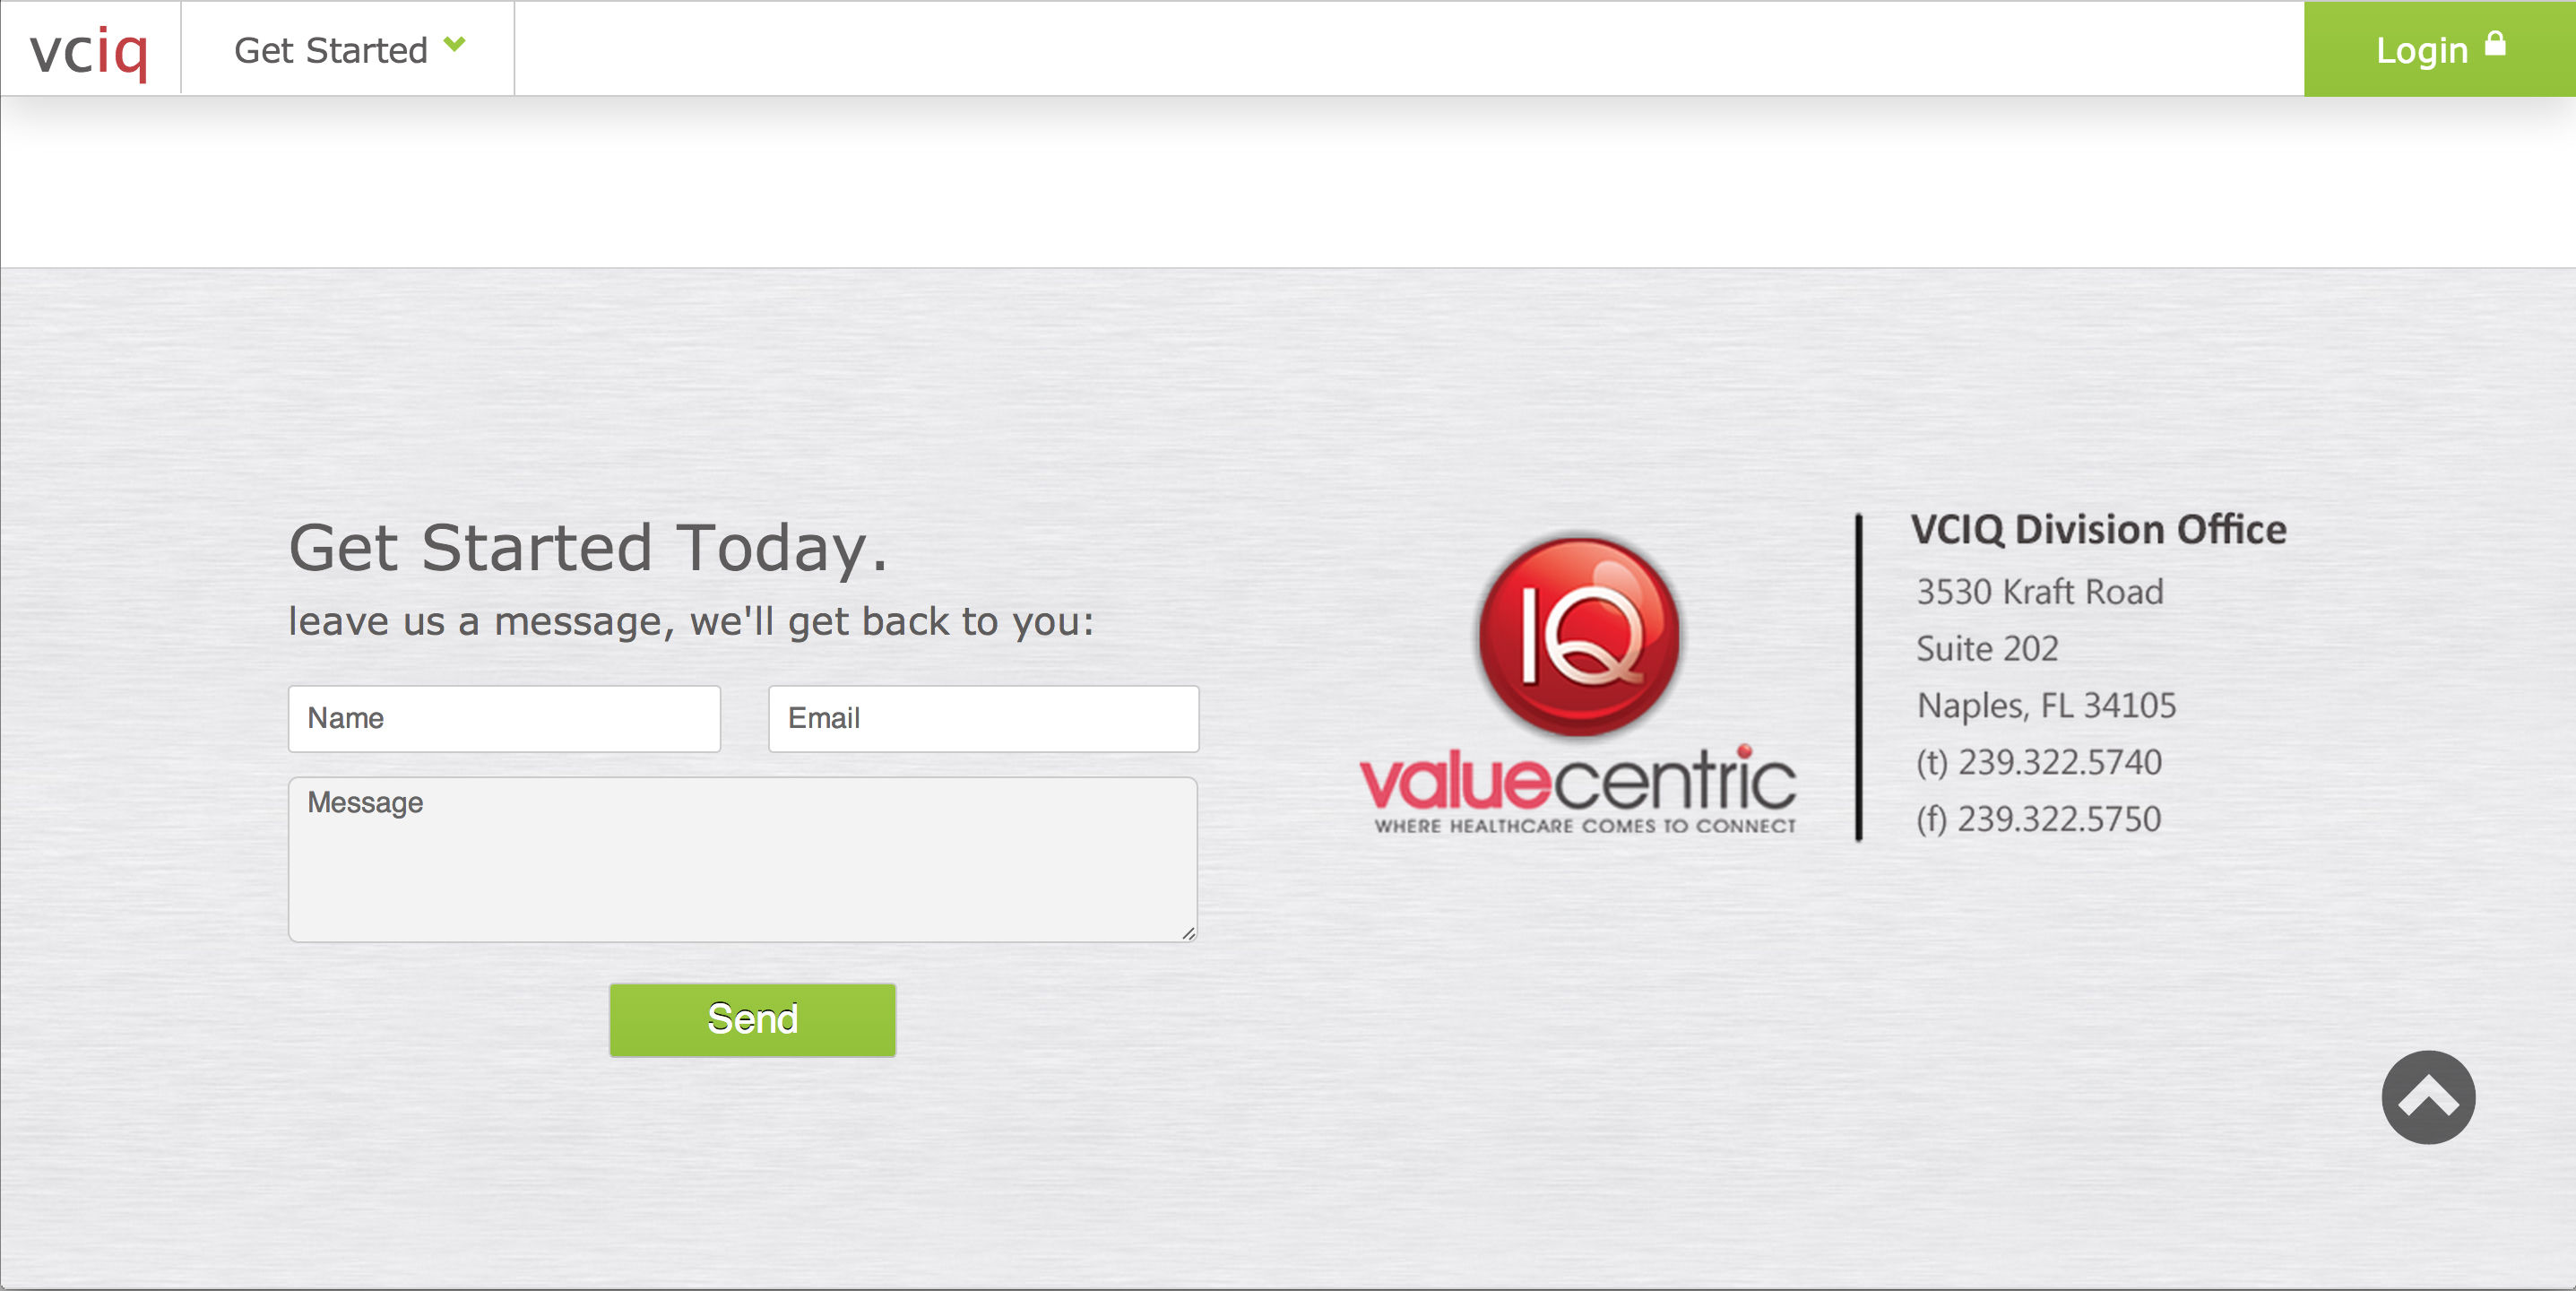 vciq
Get Started
Login
Get Started Today.
leave us a message, we'll get back to you:
Name
Email
Message
Send
IQ
valuecentric
WHERE HEALTHCARE COMES TO CONNECT
VCIQ Division Office
3530 Kraft Road
Suite 202
Naples, FL 34105
(t) 239.322.5740
(f) 239.322.5750